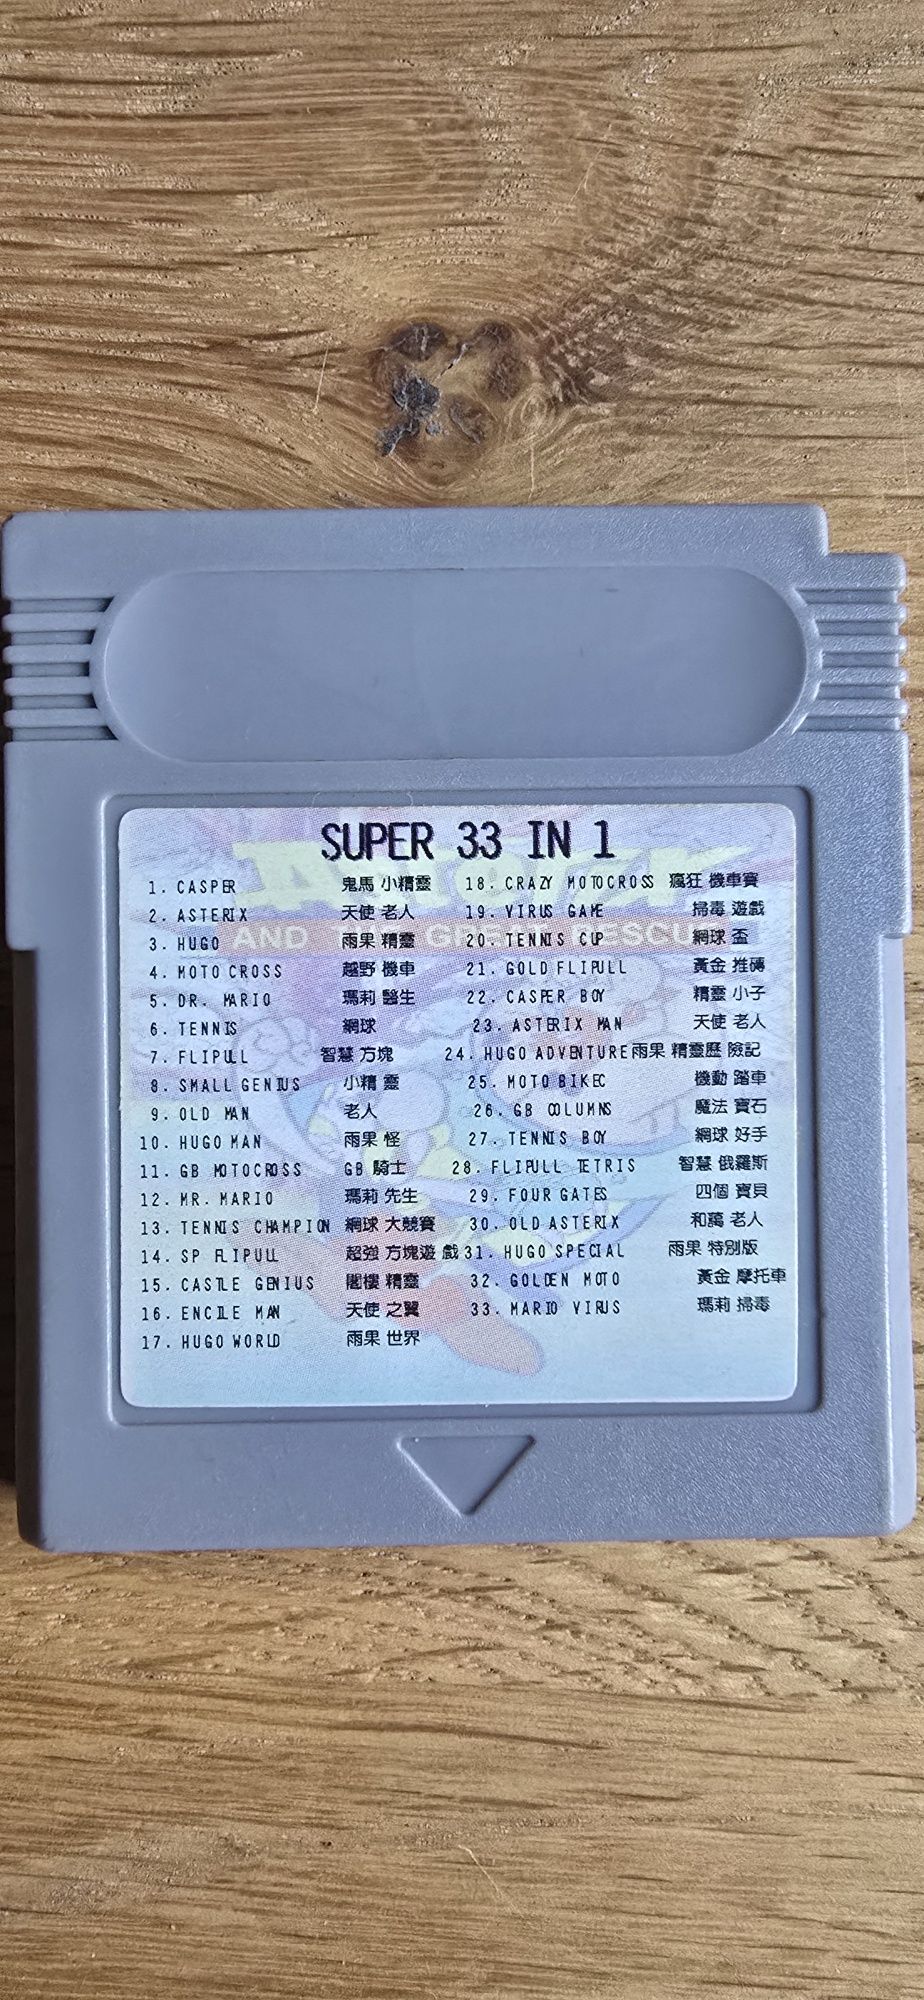 SUPER 33 IN 1
1. CASPER 鬼馬 小精靈
2. ASTERIX 天使 老人
3. HUGO 雨果 精靈
4. MOTO CROSS 越野 機車
5. DR. MARIO 瑪莉 醫生
6. TENNIS 網球
7. FLIPULL 智慧 方塊
8. SMALL GENIUS 小精 靈
9. OLD MAN 老人
10. HUGO MAN 雨果 怪
11. GB MOTOCROSS GB 騎士
12. MR. MARIO 瑪莉 先生
13. TENNIS CHAMPION 網球 大競賽
14. SP FLIPULL 超強 方塊遊 戲
15. CASTLE GENIUS 閣樓 精靈
16. ENCILE MAN 天使 之翼
17. HUGO WORLD 雨果 世界
18. CRAZY MOTOCROSS 瘋狂 機車賽
19. VIRUS GAME 掃毒 遊戲
20. TENNIS CUP 網球 盃
21. GOLD FLIPULL 黃金 推磚
22. CASPER BOY 精靈 小子
23. ASTERIX MAN 天使 老人
24. HUGO ADVENTURE 雨果 精靈歷 險記
25. MOTO BIKEC 機動 踏車
26. GB COLUMNS 魔法 寶石
27. TENNIS BOY 網球 好手
28. FLIPULL TETRIS 智慧 俄羅斯
29. FOUR GATES 四個 寶貝
30. OLD ASTERIX 和萬 老人
31. HUGO SPECIAL 雨果 特別版
32. GOLDEN MOTO 黃金 摩托車
33. MARIO VIRUS 瑪莉 掃毒